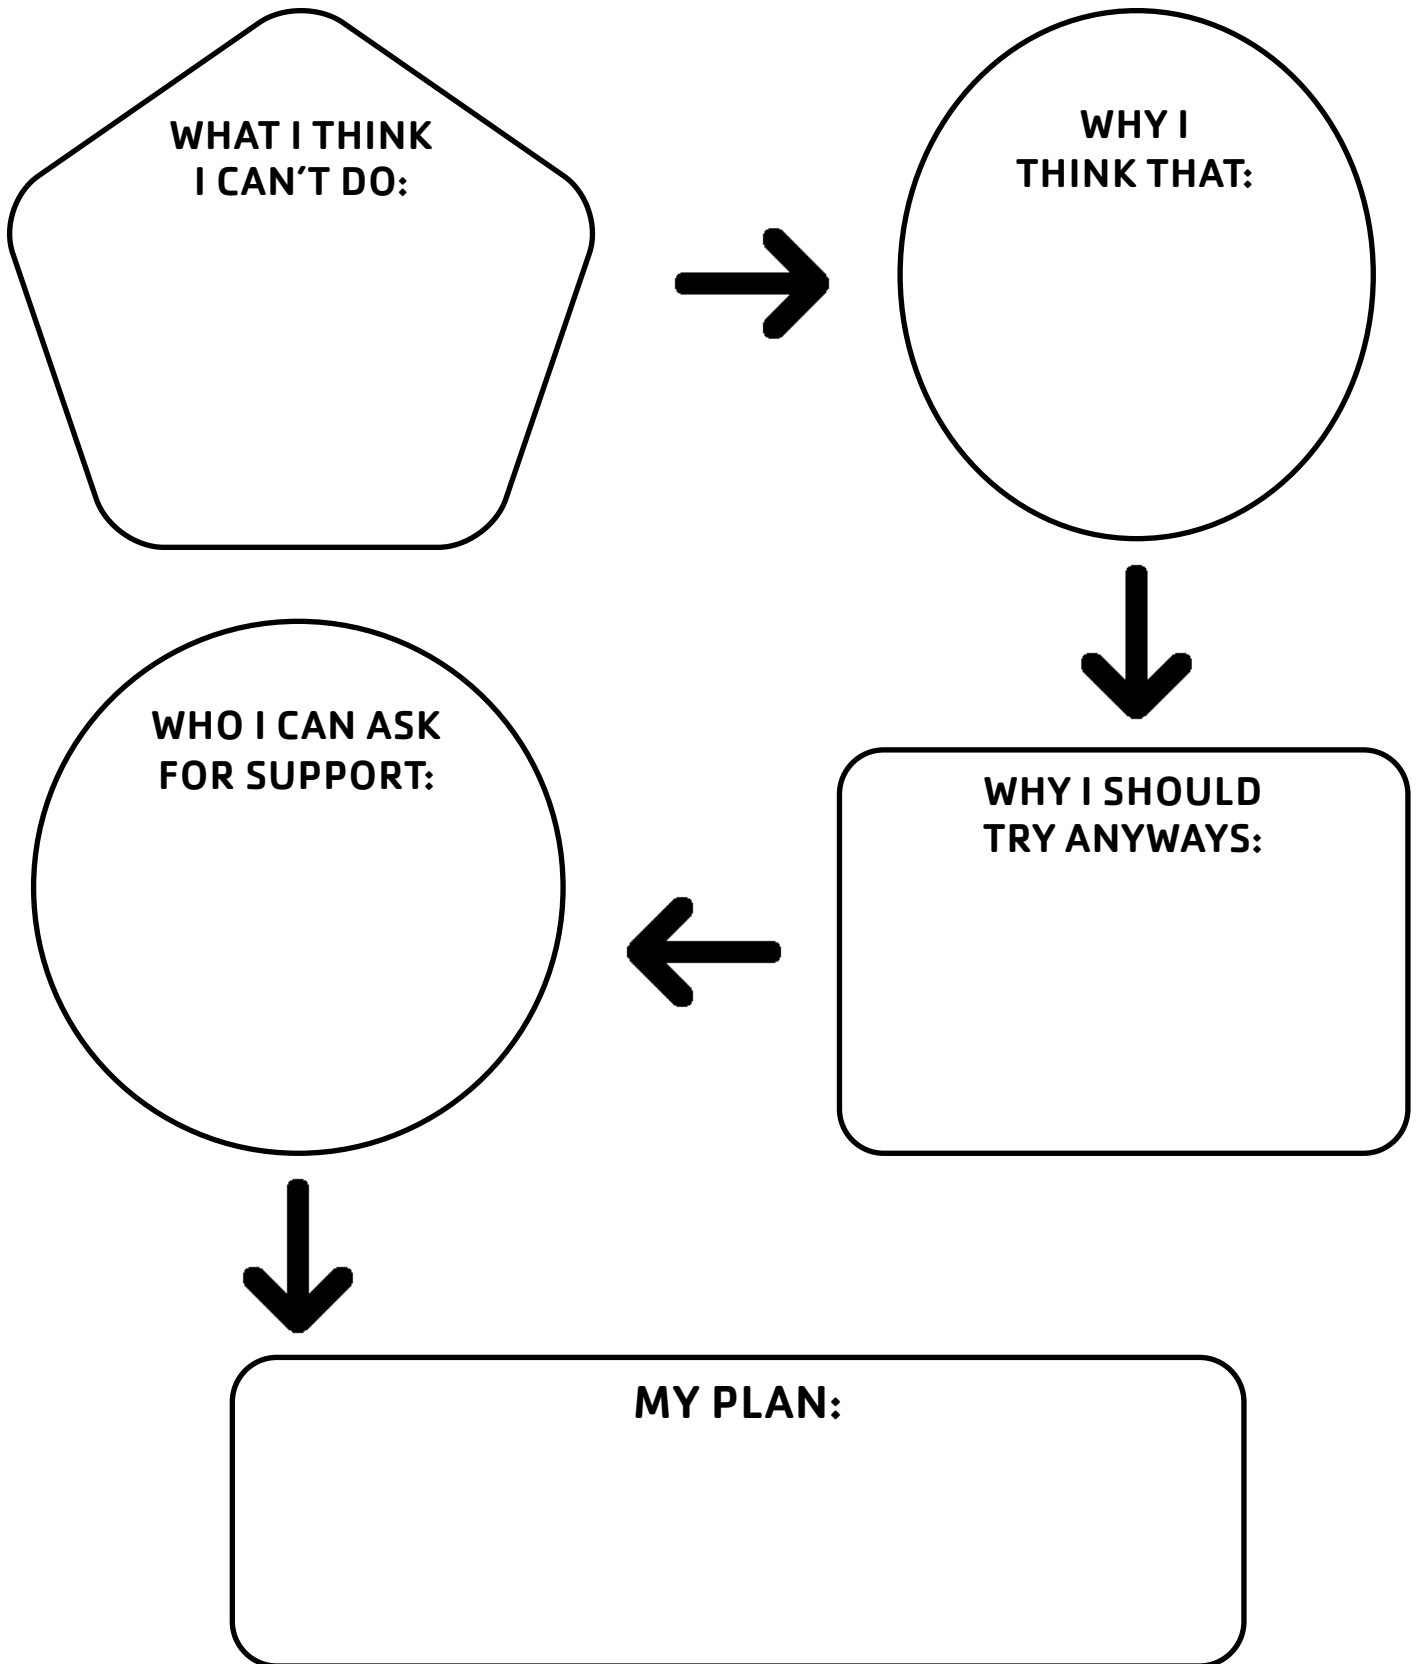 WHAT I THINK
I CAN'T DO:
WHY I
THINK THAT:
WHY I SHOULD
TRY ANYWAYS:
WHO I CAN ASK
FOR SUPPORT:
MY PLAN: